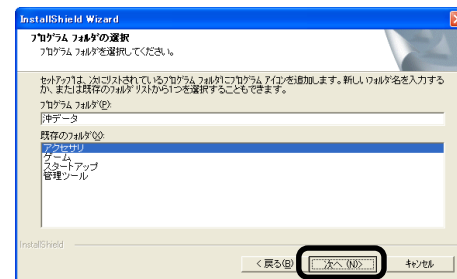 InstallShield Wizard
ﾌﾟﾛｸﾞﾗﾑ ﾌｫﾙﾀﾞの選択
ﾌﾟﾛｸﾞﾗﾑ ﾌｫﾙﾀﾞを選択してください。
ｾｯﾄｱｯﾌﾟは、次にﾘｽﾄされているﾌﾟﾛｸﾞﾗﾑ ﾌｫﾙﾀﾞにﾌﾟﾛｸﾞﾗﾑ ｱｲｺﾝを追加します。新しいﾌｫﾙﾀﾞ名を入力する
か、または既存のﾌｫﾙﾀﾞ ﾘｽﾄから1つを選択することもできます。
ﾌﾟﾛｸﾞﾗﾑ ﾌｫﾙﾀﾞ(P):
沖データ
既存のﾌｫﾙﾀﾞ(X):
アクセサリ
ゲーム
スタートアップ
管理ツール
InstallShield
< 戻る(B) 次へ (N)> ｷｬﾝｾﾙ